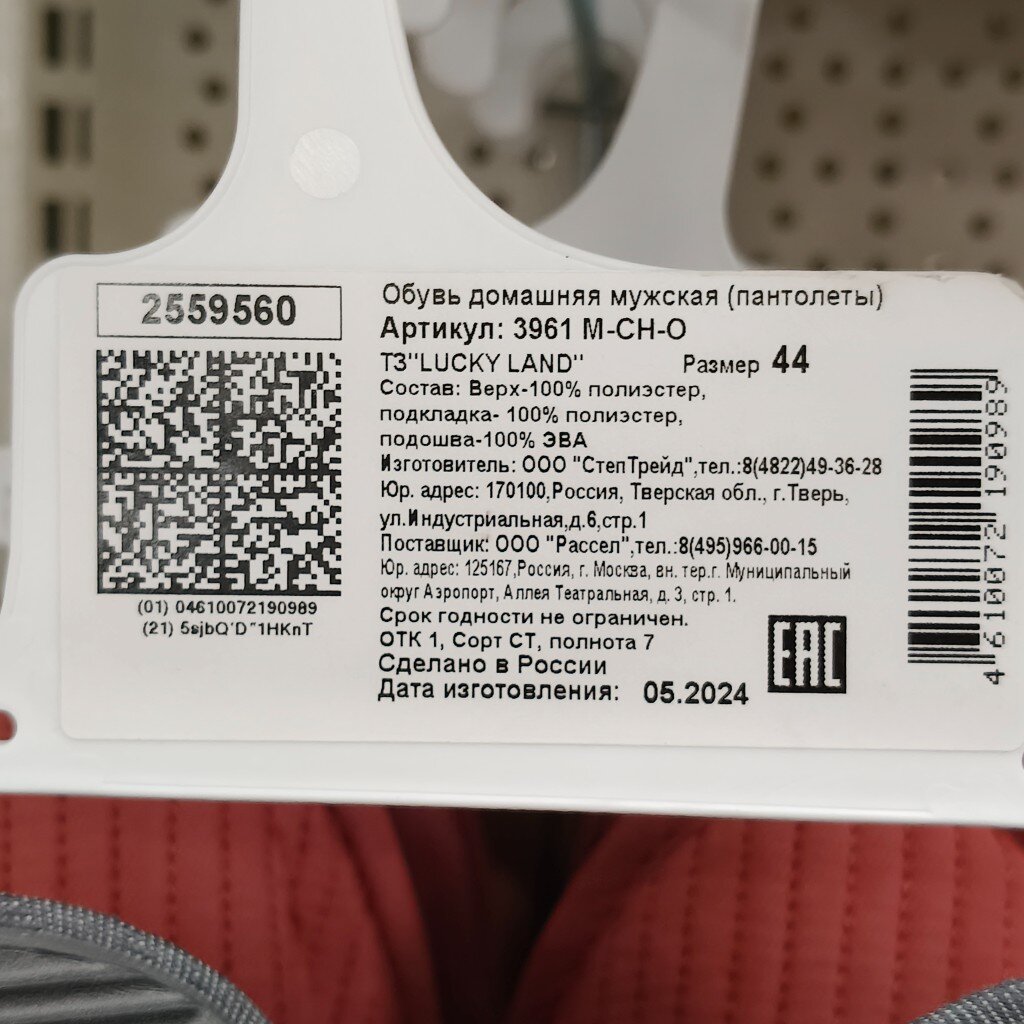 2559560
(01) 04610072190989
(21) 5sjbQ'D"1HKnT
Обувь домашняя мужская (пантолеты)
Артикул: 3961 M-CH-O
ТЗ"LUCKY LAND" Размер 44
Состав: Верх-100% полиэстер,
подкладка- 100% полиэстер,
подошва-100% ЭВА
Изготовитель: ООО "СтепТрейд",тел.:8(4822)49-36-28
Юр. адрес: 170100,Россия, Тверская обл., г.Тверь,
ул.Индустриальная,д.6,стр.1
Поставщик: ООО "Рассел",тел.:8(495)966-00-15
Юр. адрес: 125167,Россия, г. Москва, вн. тер.г. Муниципальный
округ Аэропорт, Аллея Театральная, д. 3, стр. 1.
Срок годности не ограничен.
ОТК 1, Сорт СТ, полнота 7
Сделано в России
Дата изготовления: 05.2024
EAC
4 610072 190989